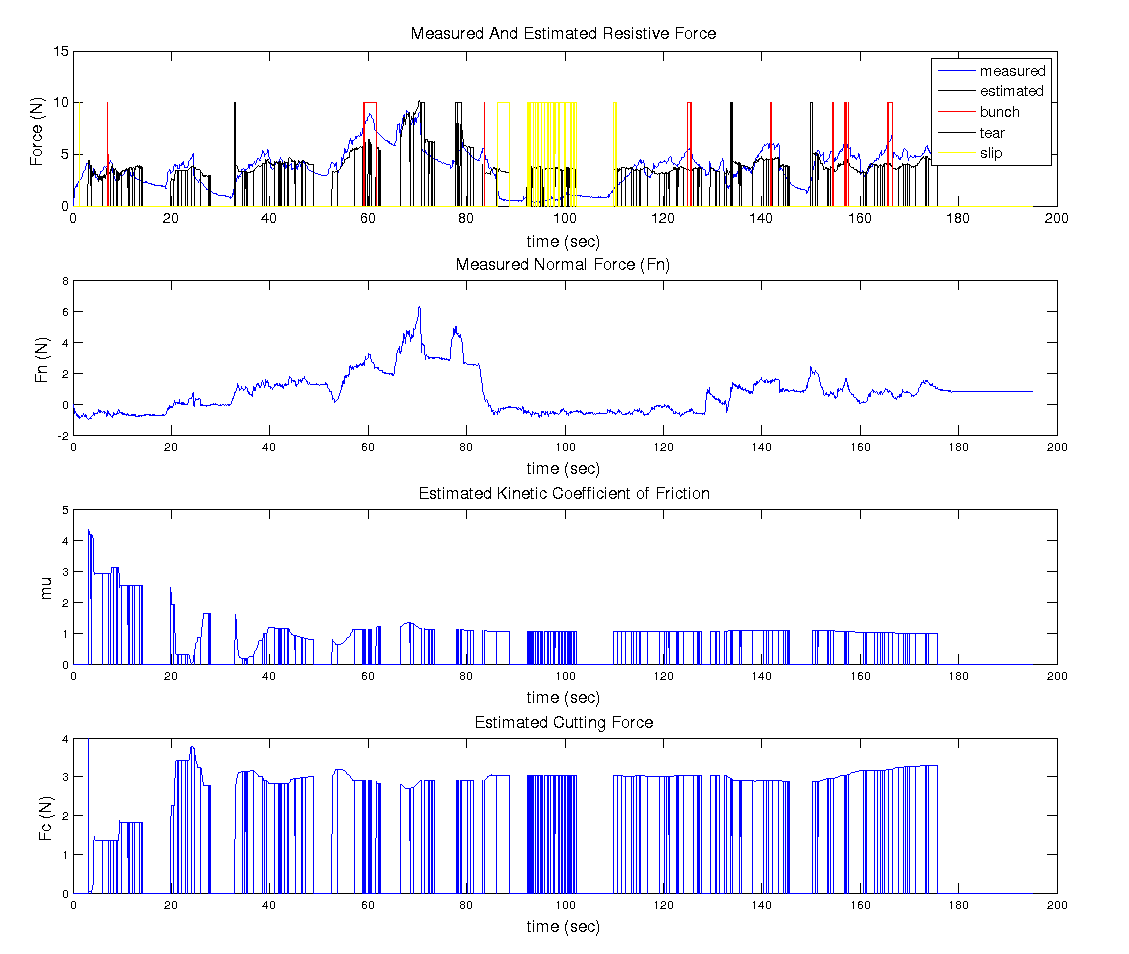 Measured And Estimated Resistive Force
Force (N)
15
10
5
0
measured
estimated
bunch
tear
slip
0 20 40 60 80 100 120 140 160 180 200
time (sec)
Measured Normal Force (Fn)
Fn (N)
8
6
4
2
0
-2
0 20 40 60 80 100 120 140 160 180 200
time (sec)
Estimated Kinetic Coefficient of Friction
mu
5
4
3
2
1
0
0 20 40 60 80 100 120 140 160 180 200
time (sec)
Estimated Cutting Force
Fc (N)
4
3
2
1
0
0 20 40 60 80 100 120 140 160 180 200
time (sec)